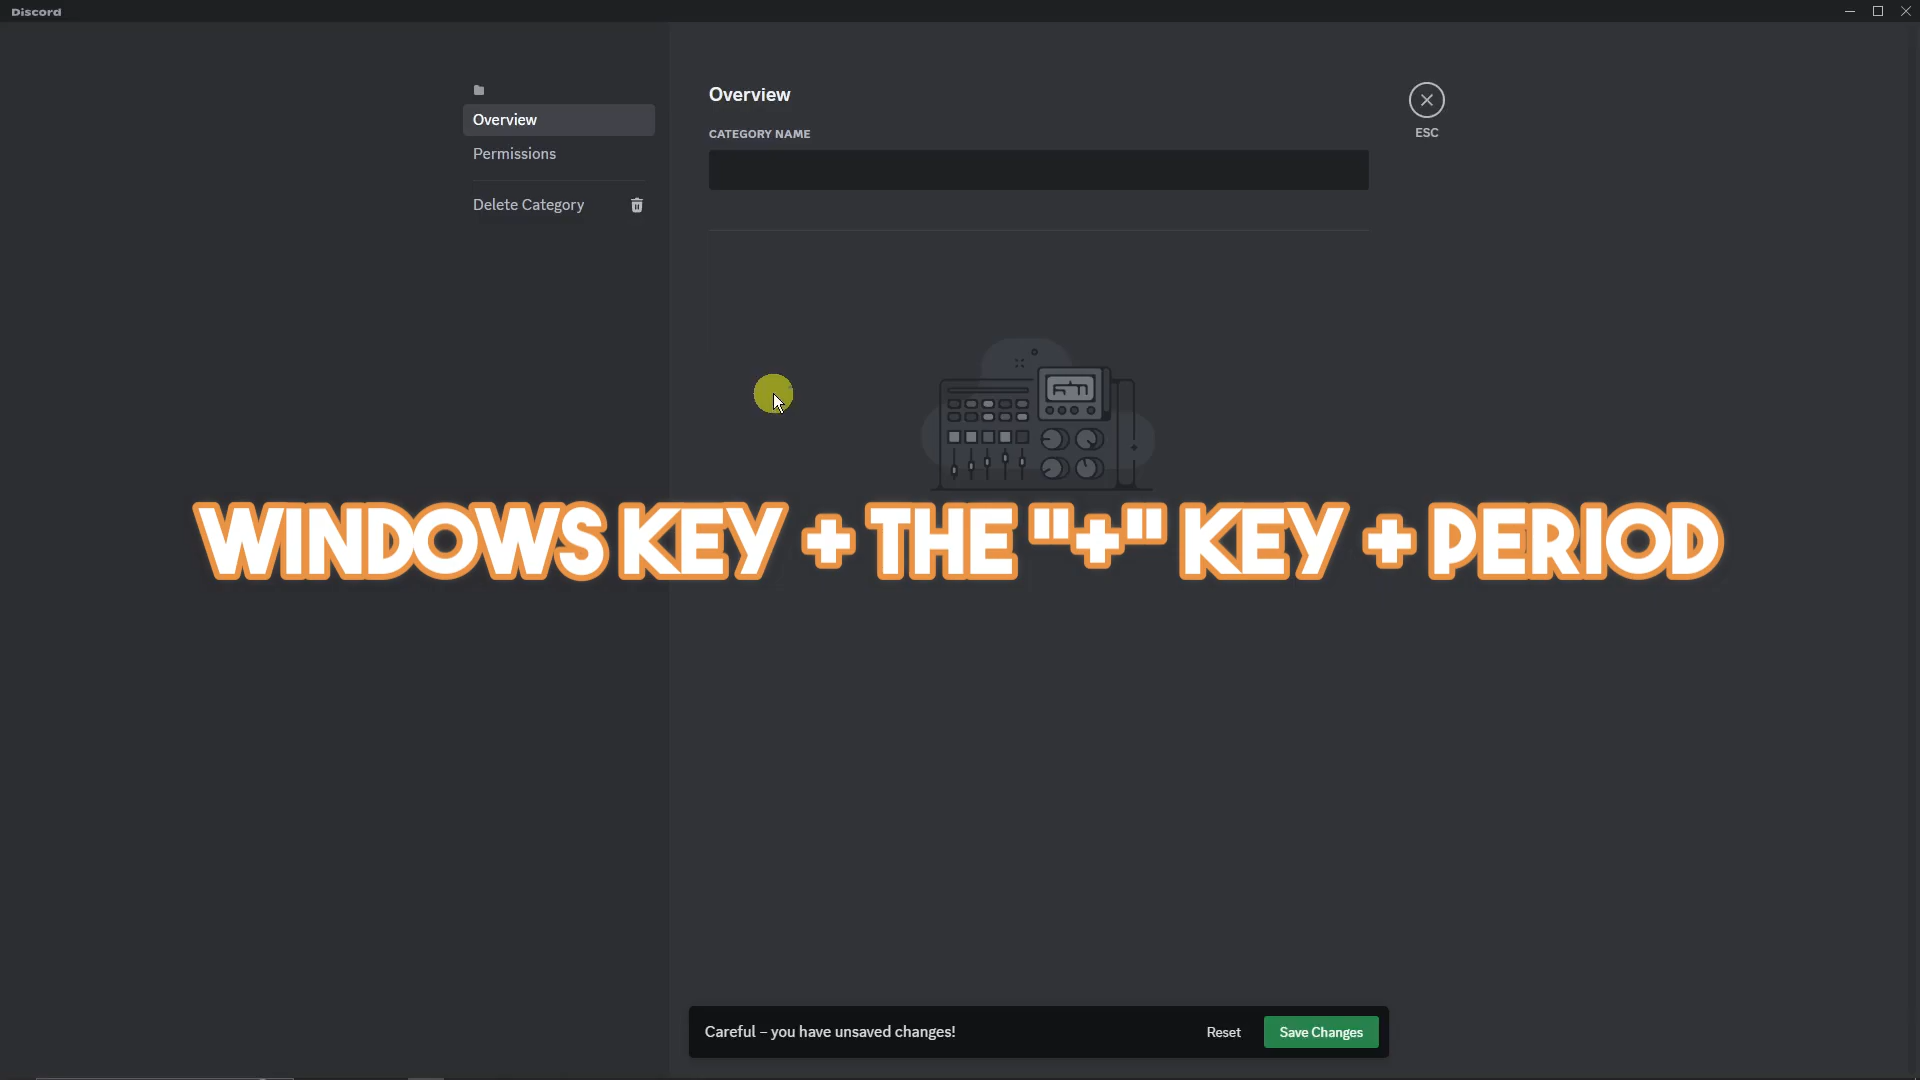 Discord
Overview
Permissions
Delete Category
Overview
CATEGORY NAME
ESC
WINDOWS KEY + THE "+" KEY + PERIOD
Careful – you have unsaved changes!
Reset
Save Changes